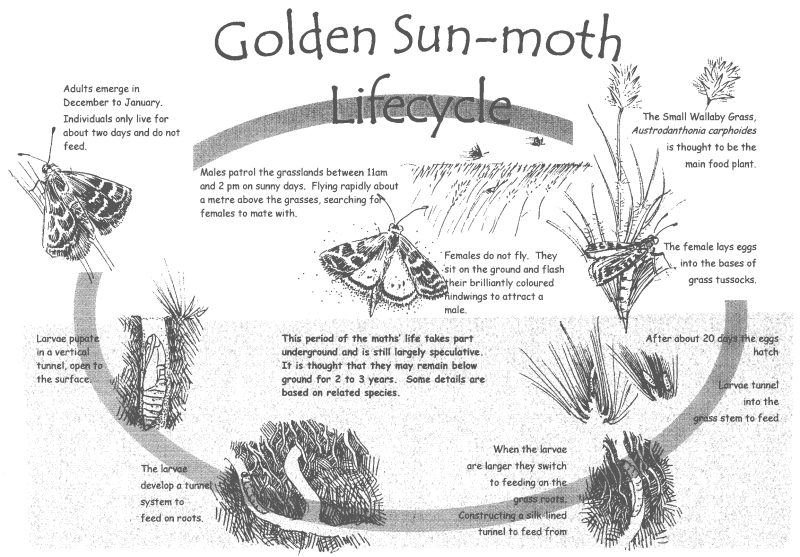 Golden Sun-moth
Lifecycle
Adults emerge in
December to January.
Individuals only live for
about two days and do not
feed.
Males patrol the grasslands between 11am
and 2 pm on sunny days. Flying rapidly about
a metre above the grasses, searching for
females to mate with.
The Small Wallaby Grass,
Austrodanthonia carphoides
is thought to be the
main food plant.
Females do not fly. They
sit on the ground and flash
their brilliantly coloured
hindwings to attract a
male.
The female lays eggs
into the bases of
grass tussocks.
After about 20 days the eggs
hatch
Larvae tunnel
into the
grass stem to feed
When the larvae
are larger they switch
to feeding on the
grass roots.
Constructing a silk-lined
tunnel to feed from
The larvae
develop a tunnel
system to
feed on roots.
Larvae pupate
in a vertical
tunnel, open to
the surface.
This period of the moths' life takes part
underground and is still largely speculative.
It is thought that they may remain below
ground for 2 to 3 years. Some details are
based on related species.